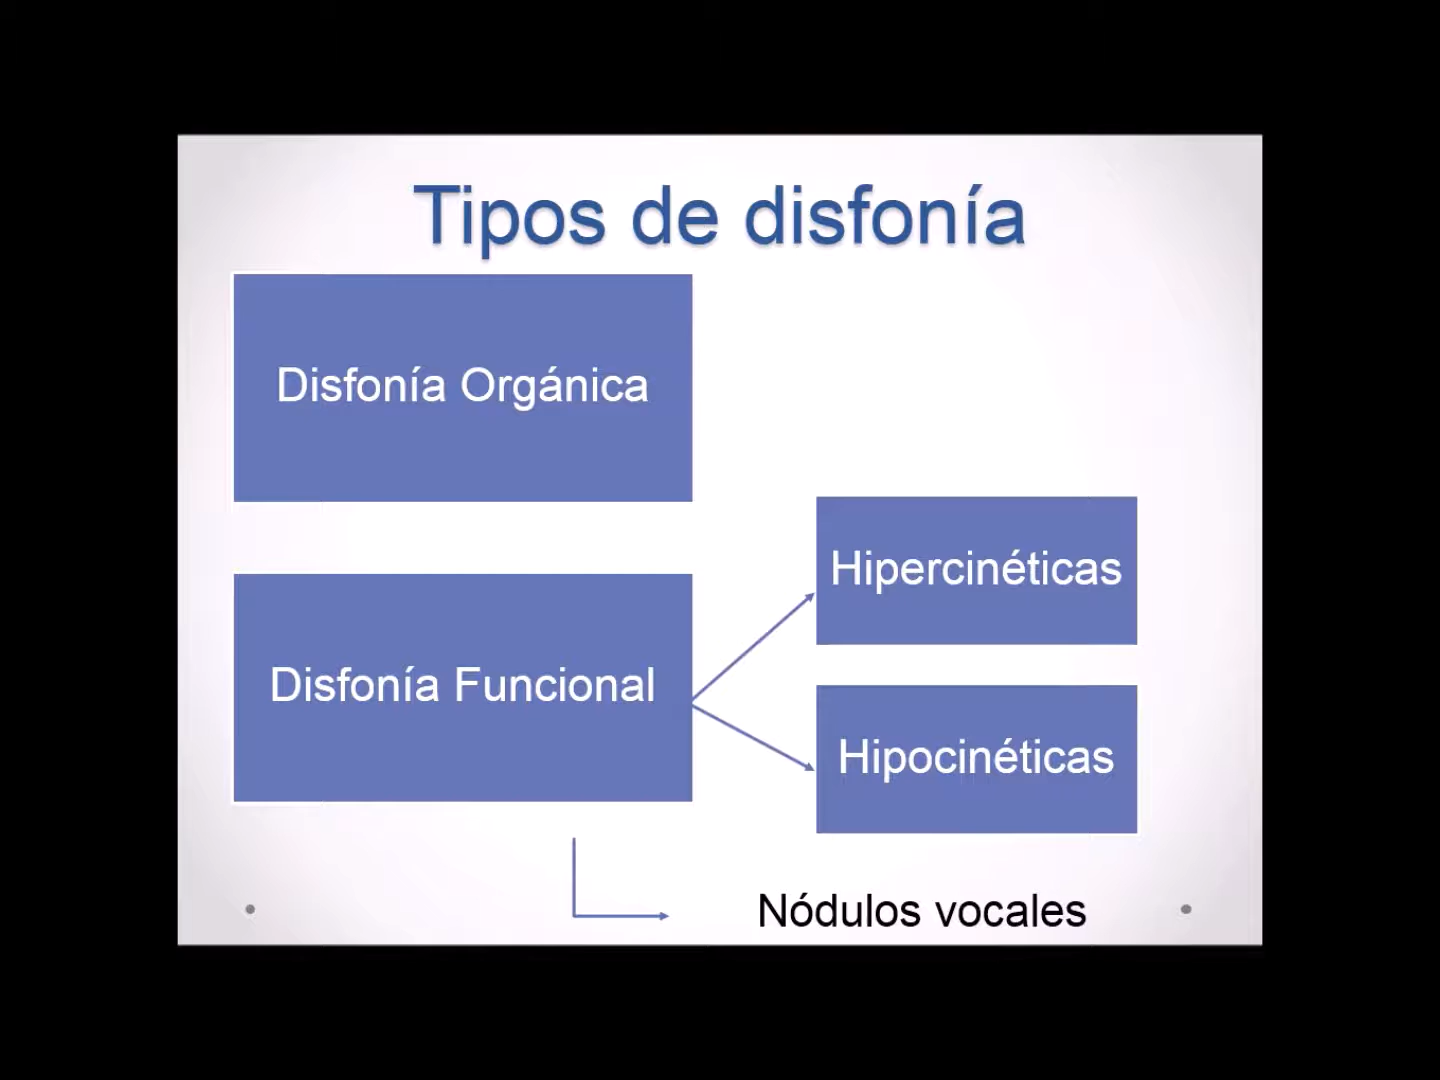 Tipos de disfonía
Disfonía Orgánica
Disfonía Funcional
Hipercinéticas
Hipocinéticas
Nódulos vocales